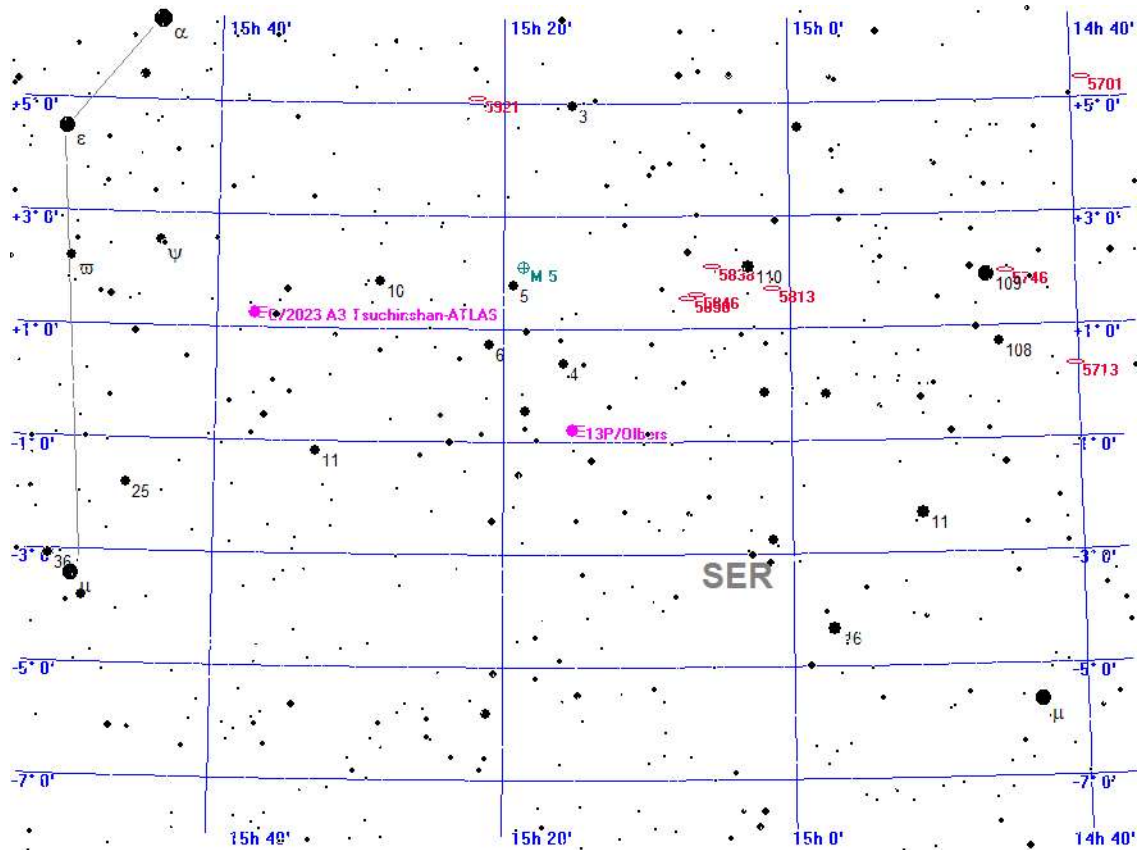 15h 40'
15h 20'
15h 0'
14h 40'
α
5701
+5° 0'
5921
3
+5° 0'
ε
+3° 0'
+3° 0'
ψ
ϖ
M 5
5838
110
5746
109
10
5
5846
5813
C/2023 A3 Tsuchinshan-ATLAS
+1° 0'
+1° 0'
6
108
4
5713
13P/Olbers
-1° 0'
-1° 0'
11
25
11
-3° 0'
-3° 0'
36
SER
μ
16
-5° 0'
-5° 0'
μ
-7° 0'
-7° 0'
15h 40'
15h 20'
15h 0'
14h 40'